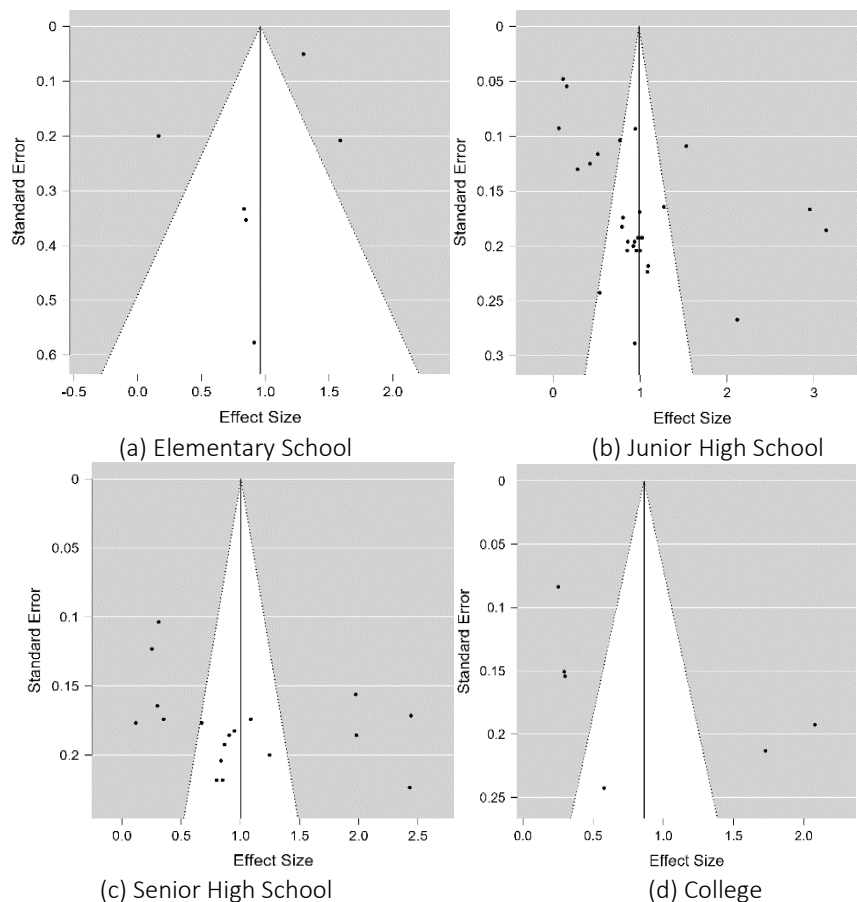 0
0.1
0.2
0.3
0.4
0.5
0.6
Standard Error
-0.5 0.0 0.5 1.0 1.5 2.0
Effect Size
(a) Elementary School
0
0.05
0.1
0.15
0.2
0.25
0.3
Standard Error
0 1 2 3
Effect Size
(b) Junior High School
0
0.05
0.1
0.15
0.2
Standard Error
0.0 0.5 1.0 1.5 2.0 2.5
Effect Size
(c) Senior High School
0
0.05
0.1
0.15
0.2
0.25
Standard Error
0.0 0.5 1.0 1.5 2.0
Effect Size
(d) College